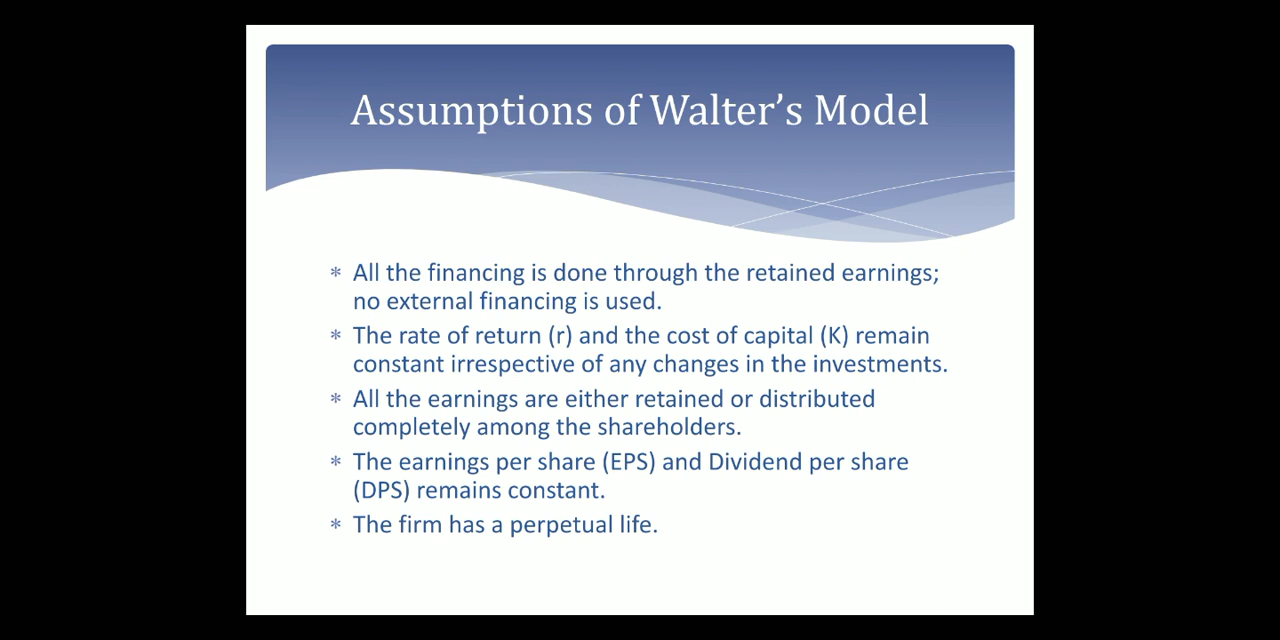 Assumptions of Walter’s Model
* All the financing is done through the retained earnings;
no external financing is used.
* The rate of return (r) and the cost of capital (K) remain
constant irrespective of any changes in the investments.
* All the earnings are either retained or distributed
completely among the shareholders.
* The earnings per share (EPS) and Dividend per share
(DPS) remains constant.
* The firm has a perpetual life.